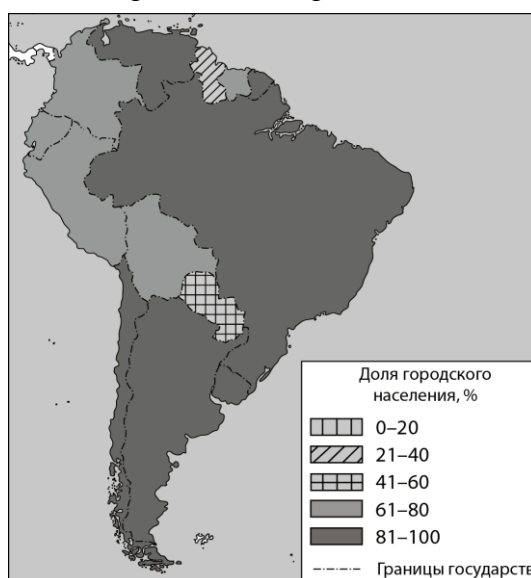 Доля городского
населения, %
0–20
21–40
41–60
61–80
81–100
Границы государств